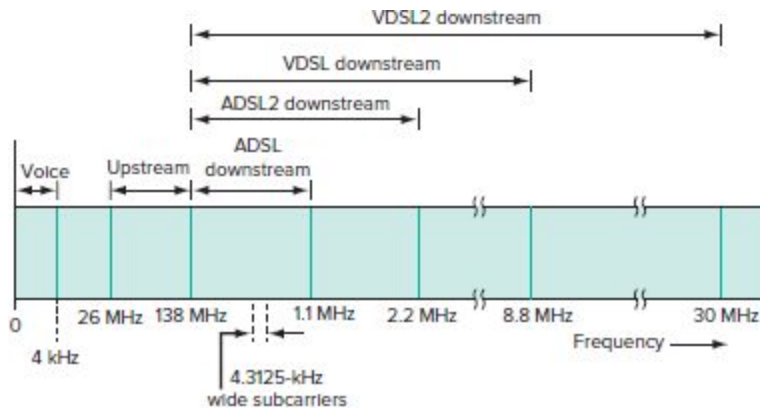 VDSL2 downstream
VDSL downstream
ADSL2 downstream
ADSL
Voice
Upstream
downstream
0
26 MHz
138 MHz
1.1 MHz
2.2 MHz
8.8 MHz
30 MHz
4 kHz
Frequency
4.3125-kHz
wide subcarriers